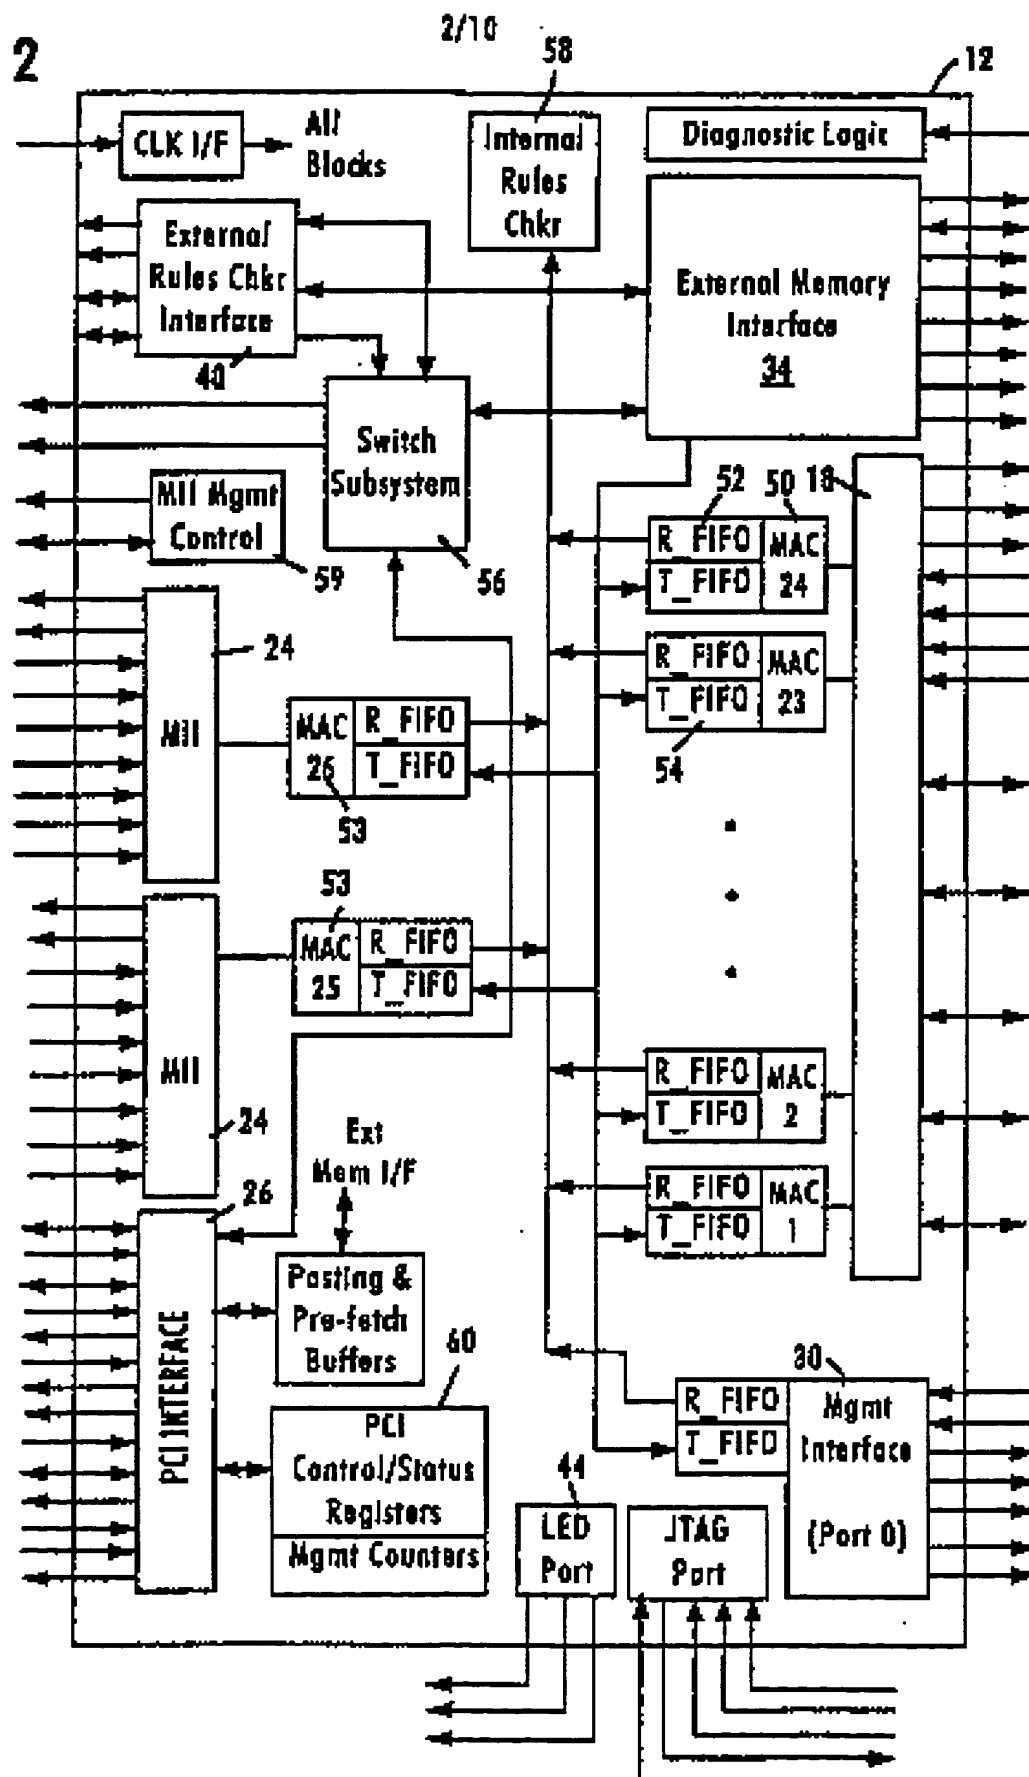 2/10
2
58
12
CLK I/F
All
Blocks
Internal
Rules
Chkr
Diagnostic Logic
External
Rules Chkr
Interface
40
External Memory
Interface
34
Switch
Subsystem
56
MII Mgmt
Control
59
52
50
18
R_FIFO
T_FIFO
MAC
24
R_FIFO
T_FIFO
MAC
23
54
24
MII
MAC
26
R_FIFO
T_FIFO
53
53
MAC
25
R_FIFO
T_FIFO
MII
24
R_FIFO
T_FIFO
MAC
2
R_FIFO
T_FIFO
MAC
1
Ext
Mem I/F
26
PCI INTERFACE
Posting &
Pre-fetch
Buffers
60
PCI
Control/Status
Registers
Mgmt Counters
30
R_FIFO
T_FIFO
Mgmt
Interface
(Port 0)
44
LED
Port
JTAG
Port